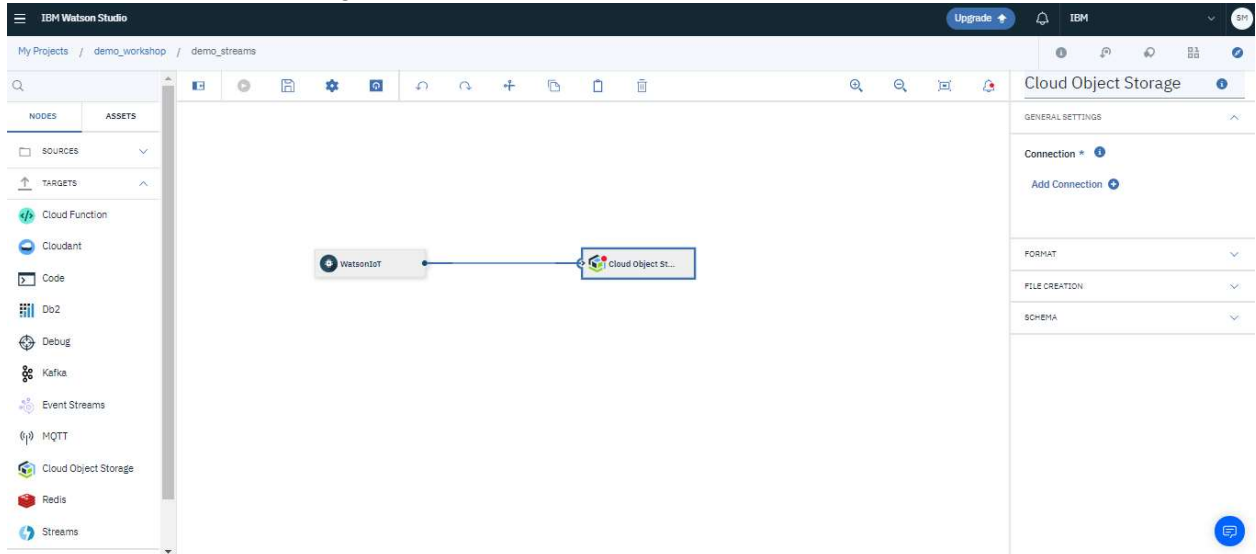 IBM Watson Studio
Upgrade
IBM
SM
My Projects / demo_workshop / demo_streams
Cloud Object Storage
NODES ASSETS
GENERAL SETTINGS
SOURCES
Connection *
TARGETS
Add Connection
Cloud Function
Cloudant
WatsonIoT
Cloud Object St...
FORMAT
Code
FILE CREATION
Db2
SCHEMA
Debug
Kafka
Event Streams
MQTT
Cloud Object Storage
Redis
Streams